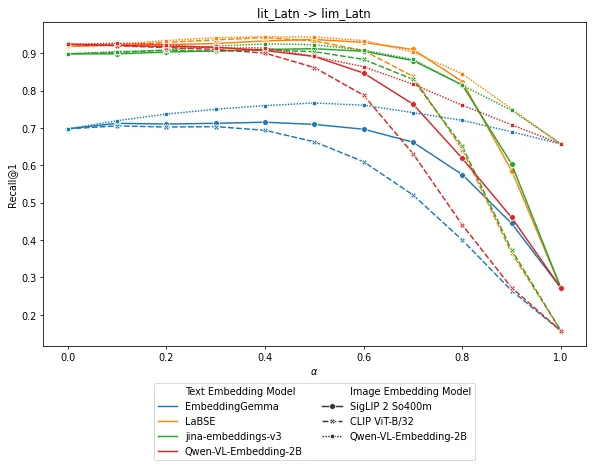 lit_Latn -> lim_Latn
Recall@1
0.9
0.8
0.7
0.6
0.5
0.4
0.3
0.2
0.0
0.2
0.4
0.6
0.8
1.0
α
Text Embedding Model
EmbeddingGemma
LaBSE
jina-embeddings-v3
Qwen-VL-Embedding-2B
Image Embedding Model
SigLIP 2 So400m
CLIP ViT-B/32
Qwen-VL-Embedding-2B